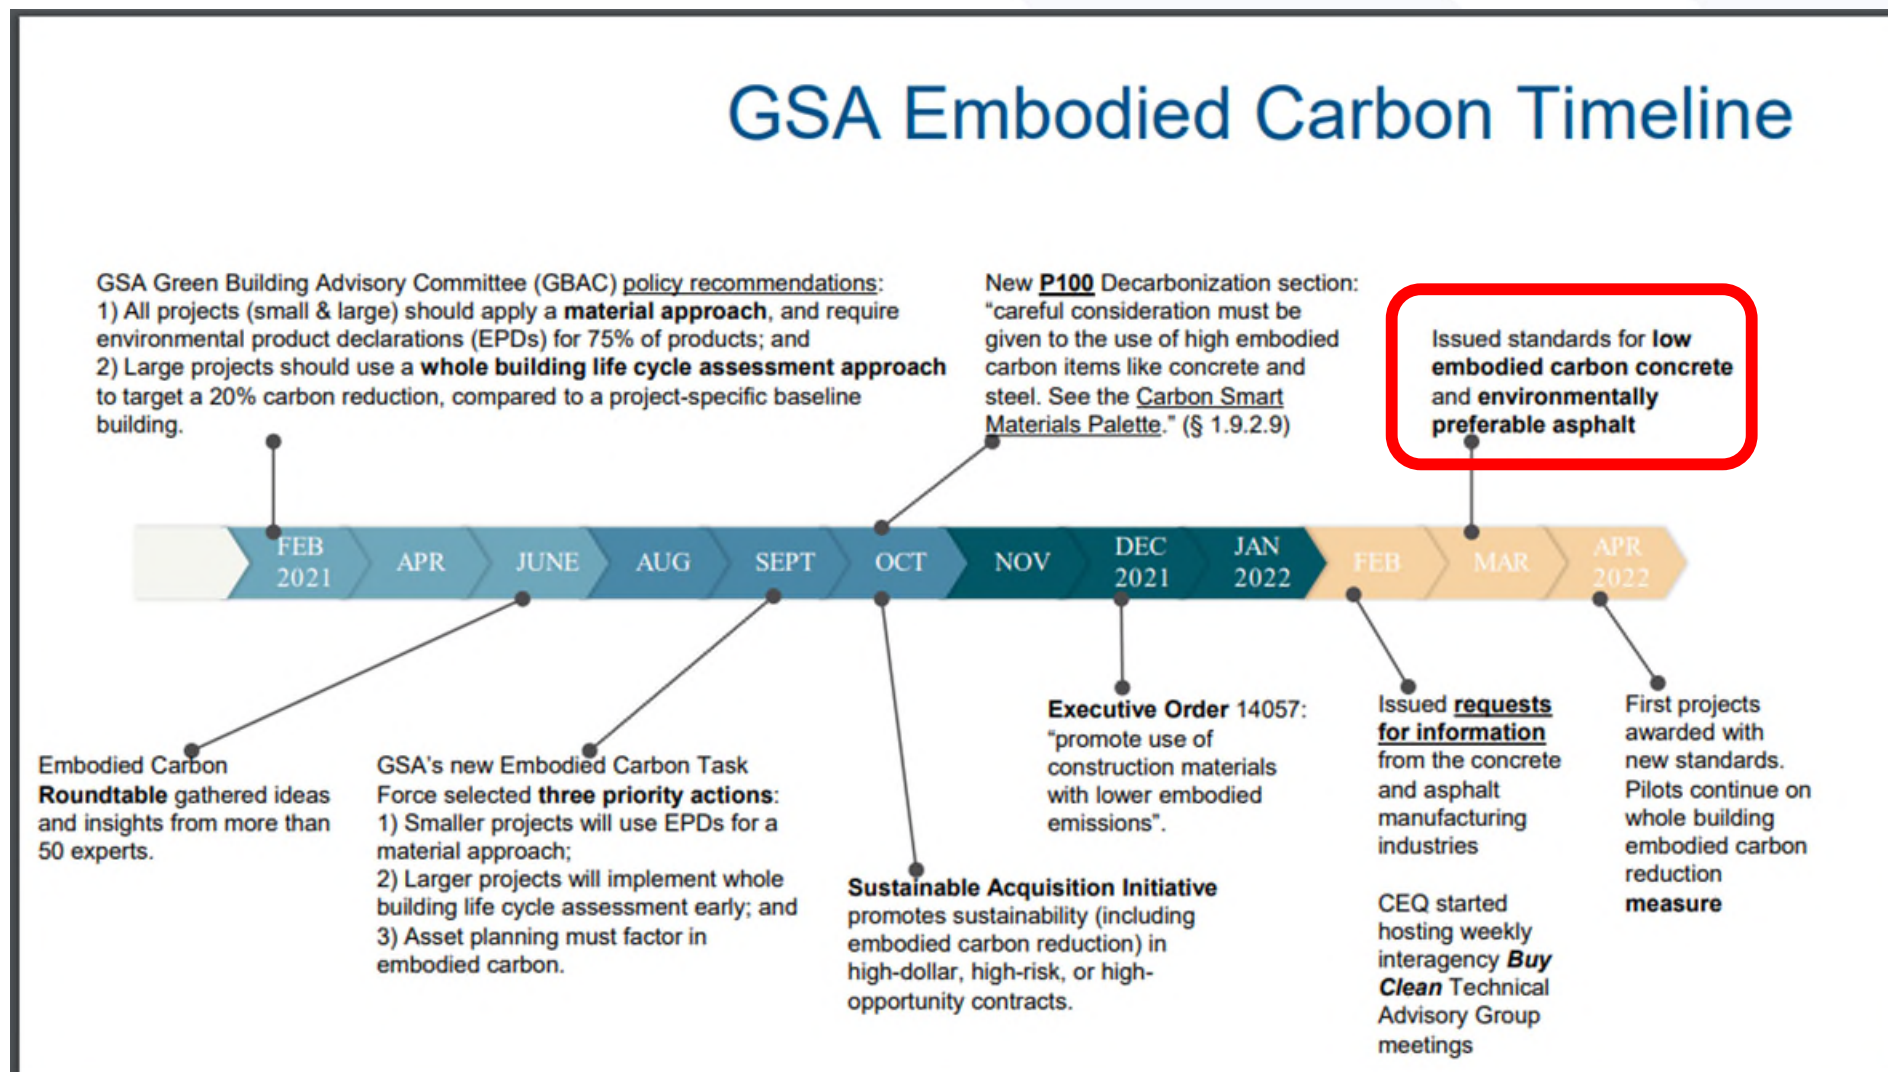 GSA Embodied Carbon Timeline
GSA Green Building Advisory Committee (GBAC) policy recommendations:
1) All projects (small & large) should apply a material approach, and require
environmental product declarations (EPDs) for 75% of products; and
2) Large projects should use a whole building life cycle assessment approach
to target a 20% carbon reduction, compared to a project-specific baseline
building.
New P100 Decarbonization section:
“careful consideration must be
given to the use of high embodied
carbon items like concrete and
steel. See the Carbon Smart
Materials Palette.” (§ 1.9.2.9)
Issued standards for low
embodied carbon concrete
and environmentally
preferable asphalt
FEB
2021
APR
JUNE
AUG
SEPT
OCT
NOV
DEC
2021
JAN
2022
FEB
MAR
APR
2022
Embodied Carbon
Roundtable gathered ideas
and insights from more than
50 experts.
GSA’s new Embodied Carbon Task
Force selected three priority actions:
1) Smaller projects will use EPDs for a
material approach;
2) Larger projects will implement whole
building life cycle assessment early; and
3) Asset planning must factor in
embodied carbon.
Sustainable Acquisition Initiative
promotes sustainability (including
embodied carbon reduction) in
high-dollar, high-risk, or high-
opportunity contracts.
Executive Order 14057:
“promote use of
construction materials
with lower embodied
emissions”.
Issued requests
for information
from the concrete
and asphalt
manufacturing
industries
CEQ started
hosting weekly
interagency Buy
Clean Technical
Advisory Group
meetings
First projects
awarded with
new standards.
Pilots continue on
whole building
embodied carbon
reduction
measure